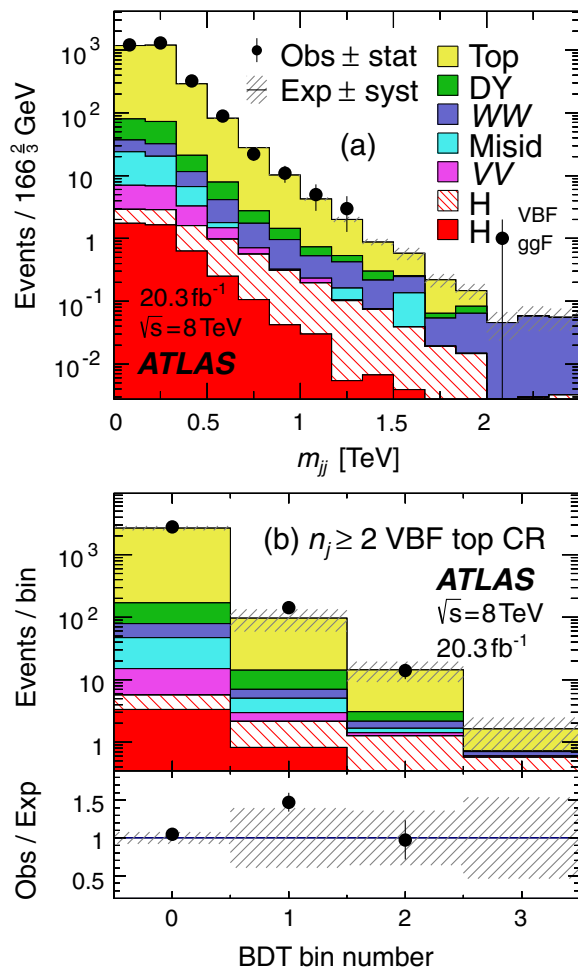 Events / 166 2/3 GeV
10³
10²
10
1
10⁻¹
10⁻²
Obs ± stat
Exp ± syst
(a)
Top
DY
WW
Misid
VV
H VBF
H ggF
20.3 fb⁻¹
√s = 8 TeV
ATLAS
0 0.5 1 1.5 2
m_jj [TeV]
Events / bin
10³
10²
10
1
(b) n_j ≥ 2 VBF top CR
ATLAS
√s = 8 TeV
20.3 fb⁻¹
Obs / Exp
1.5
1
0.5
0 1 2 3
BDT bin number